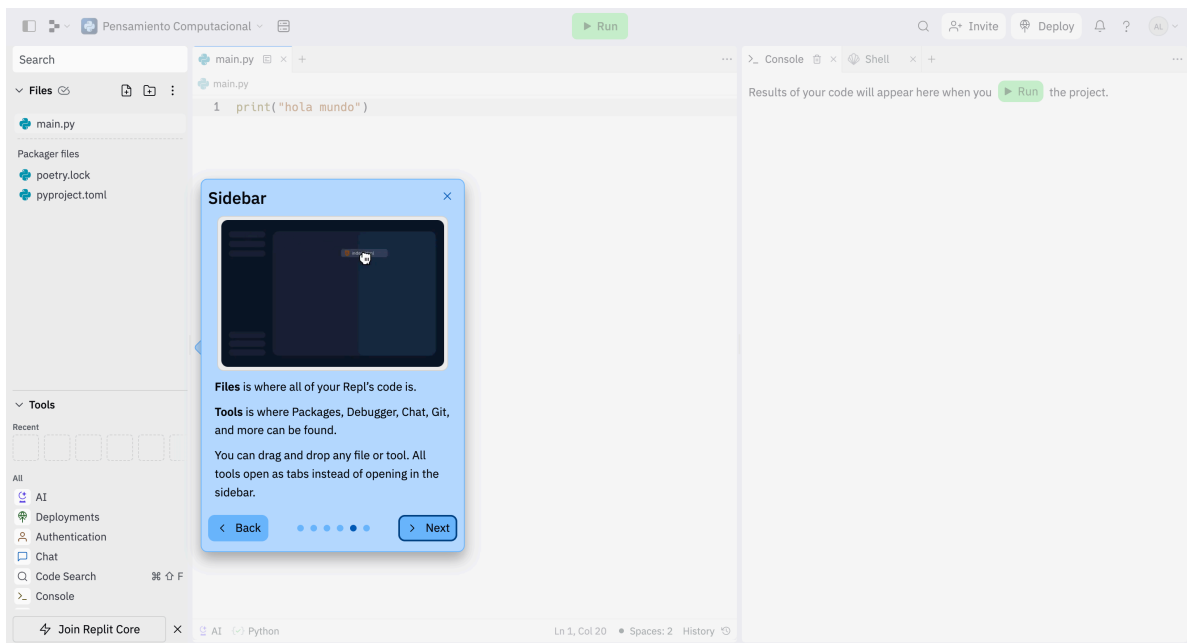 Pensamiento Computacional
Run
Invite
Deploy
AL
Search
Files
main.py
Packager files
poetry.lock
pyproject.toml
Tools
Recent
All
AI
Deployments
Authentication
Chat
Code Search ⌘ ⇧ F
Console
Join Replit Core
main.py
main.py
1 print("hola mundo")
Sidebar
Files is where all of your Repl's code is.
Tools is where Packages, Debugger, Chat, Git,
and more can be found.
You can drag and drop any file or tool. All
tools open as tabs instead of opening in the
sidebar.
Back
Next
AI Python
Ln 1, Col 20 • Spaces: 2 History
Console
Shell
Results of your code will appear here when you Run the project.